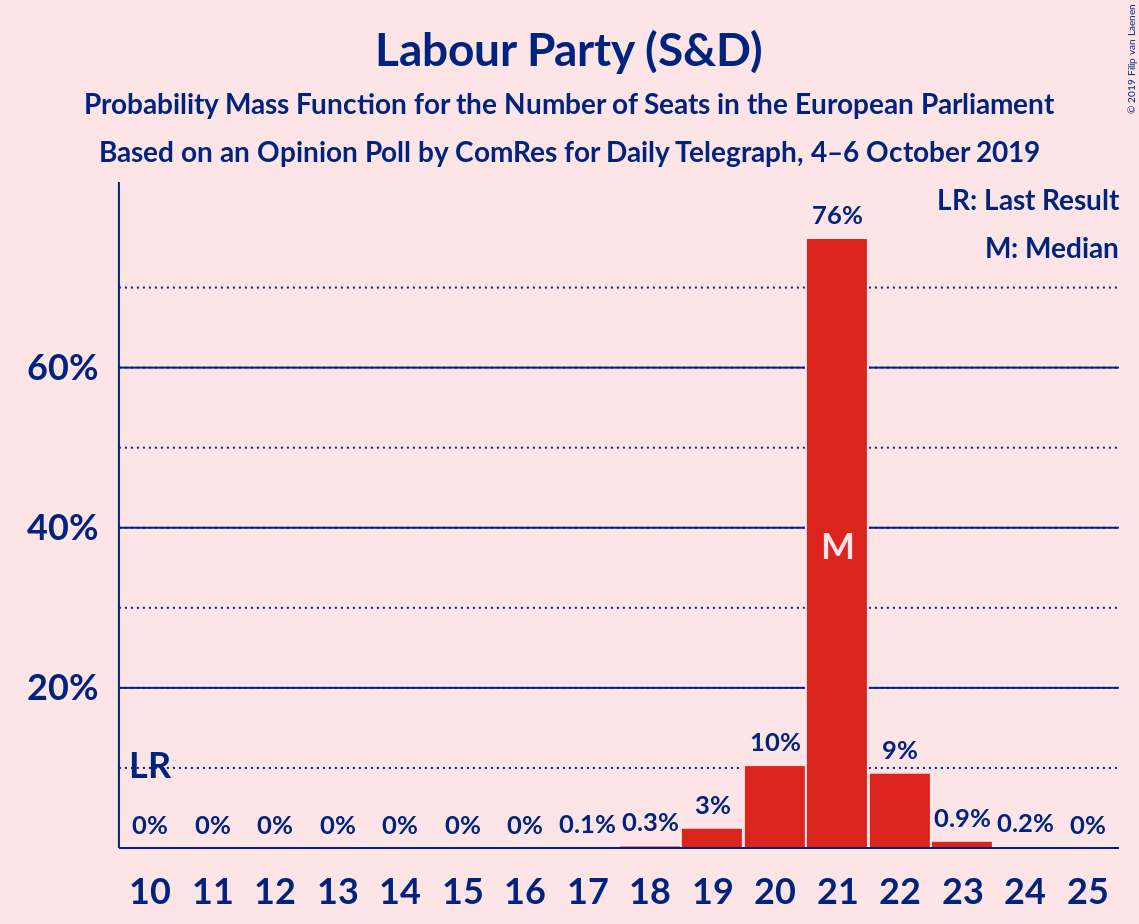 Labour Party (S&D)
Probability Mass Function for the Number of Seats in the European Parliament
Based on an Opinion Poll by ComRes for Daily Telegraph, 4–6 October 2019
© 2019 Filip van Laenen
LR: Last Result
M: Median
76%
60%
40%
M
20%
10%
9%
LR
3%
0% 0% 0% 0% 0% 0% 0% 0.1% 0.3% 0.9% 0.2% 0%
10 11 12 13 14 15 16 17 18 19 20 21 22 23 24 25